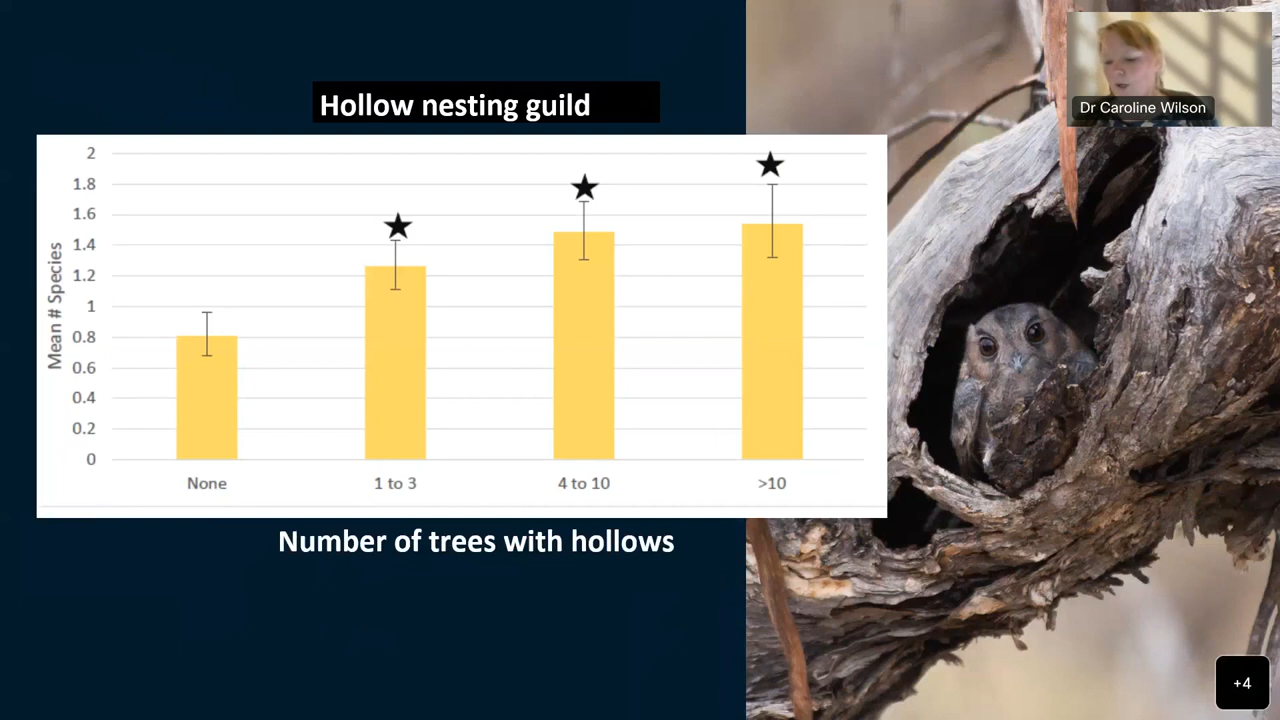 Hollow nesting guild
Dr Caroline Wilson
Mean # Species
2
1.8
1.6
1.4
1.2
1
0.8
0.6
0.4
0.2
0
None 1 to 3 4 to 10 >10
Number of trees with hollows
+4